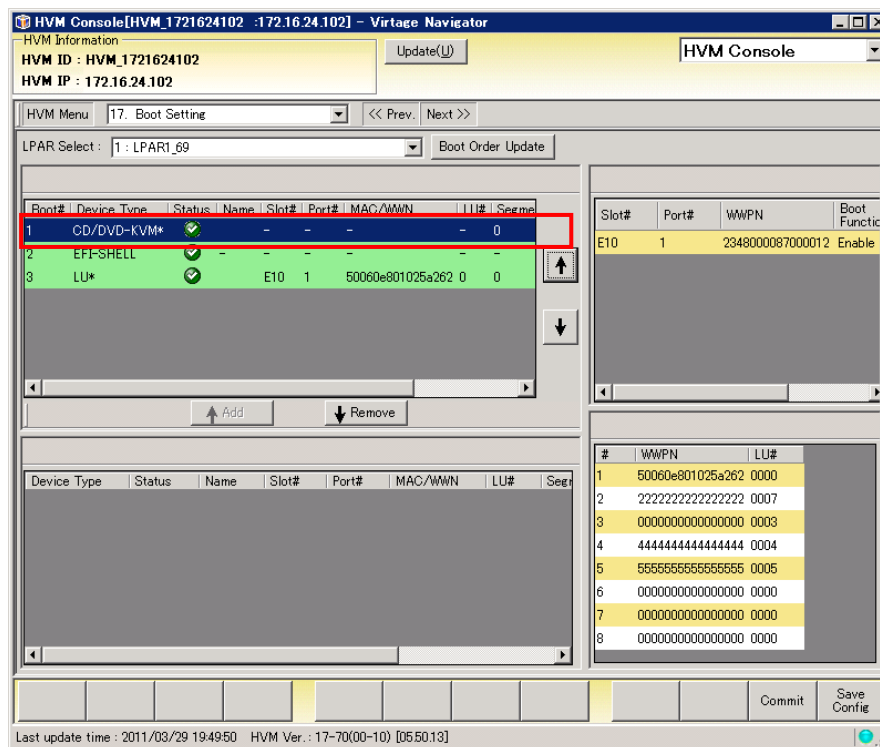 HVM Console[HVM_1721624102 :172.16.24.102] - Virtage Navigator
HVM Information
HVM ID : HVM_1721624102
HVM IP : 172.16.24.102
Update(U)
HVM Console
HVM Menu 17. Boot Setting << Prev. Next >>
LPAR Select : 1 : LPAR1_69 Boot Order Update
Boot# Device Type Status Name Slot# Port# MAC/WWN LU# Segme
1 CD/DVD-KVM* - - - - 0
2 EFI-SHELL - - - - - -
3 LU* E10 1 50060e801025a262 0 0
Add Remove
Slot# Port# WWPN Boot Functio
E10 1 2348000087000012 Enable
Device Type Status Name Slot# Port# MAC/WWN LU# Segr
# WWPN LU#
1 50060e801025a262 0000
2 2222222222222222 0007
3 0000000000000000 0003
4 4444444444444444 0004
5 5555555555555555 0005
6 0000000000000000 0000
7 0000000000000000 0000
8 0000000000000000 0000
Commit Save Config
Last update time : 2011/03/29 19:49:50 HVM Ver. : 17-70(00-10) [05.50.13]